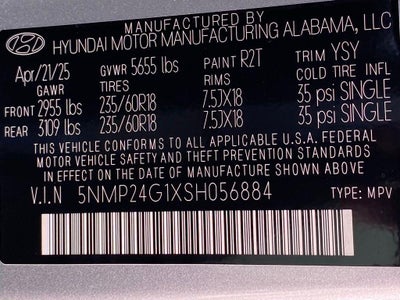 MANUFACTURED BY
HYUNDAI MOTOR MANUFACTURING ALABAMA, LLC
Apr/21/25 GVWR 5655 lbs PAINT R2T TRIM YSY
GAWR TIRES RIMS COLD TIRE INFL
FRONT 2955 lbs 235/60R18 7.5JX18 35 psi SINGLE
REAR 3109 lbs 235/60R18 7.5JX18 35 psi SINGLE
THIS VEHICLE CONFORMS TO ALL APPLICABLE U.S.A. FEDERAL
MOTOR VEHICLE SAFETY AND THEFT PREVENTION STANDARDS
IN EFFECT ON THE DATE OF MANUFACTURE SHOWN ABOVE
V.I.N 5NMP24G1XSH056884 TYPE: MPV